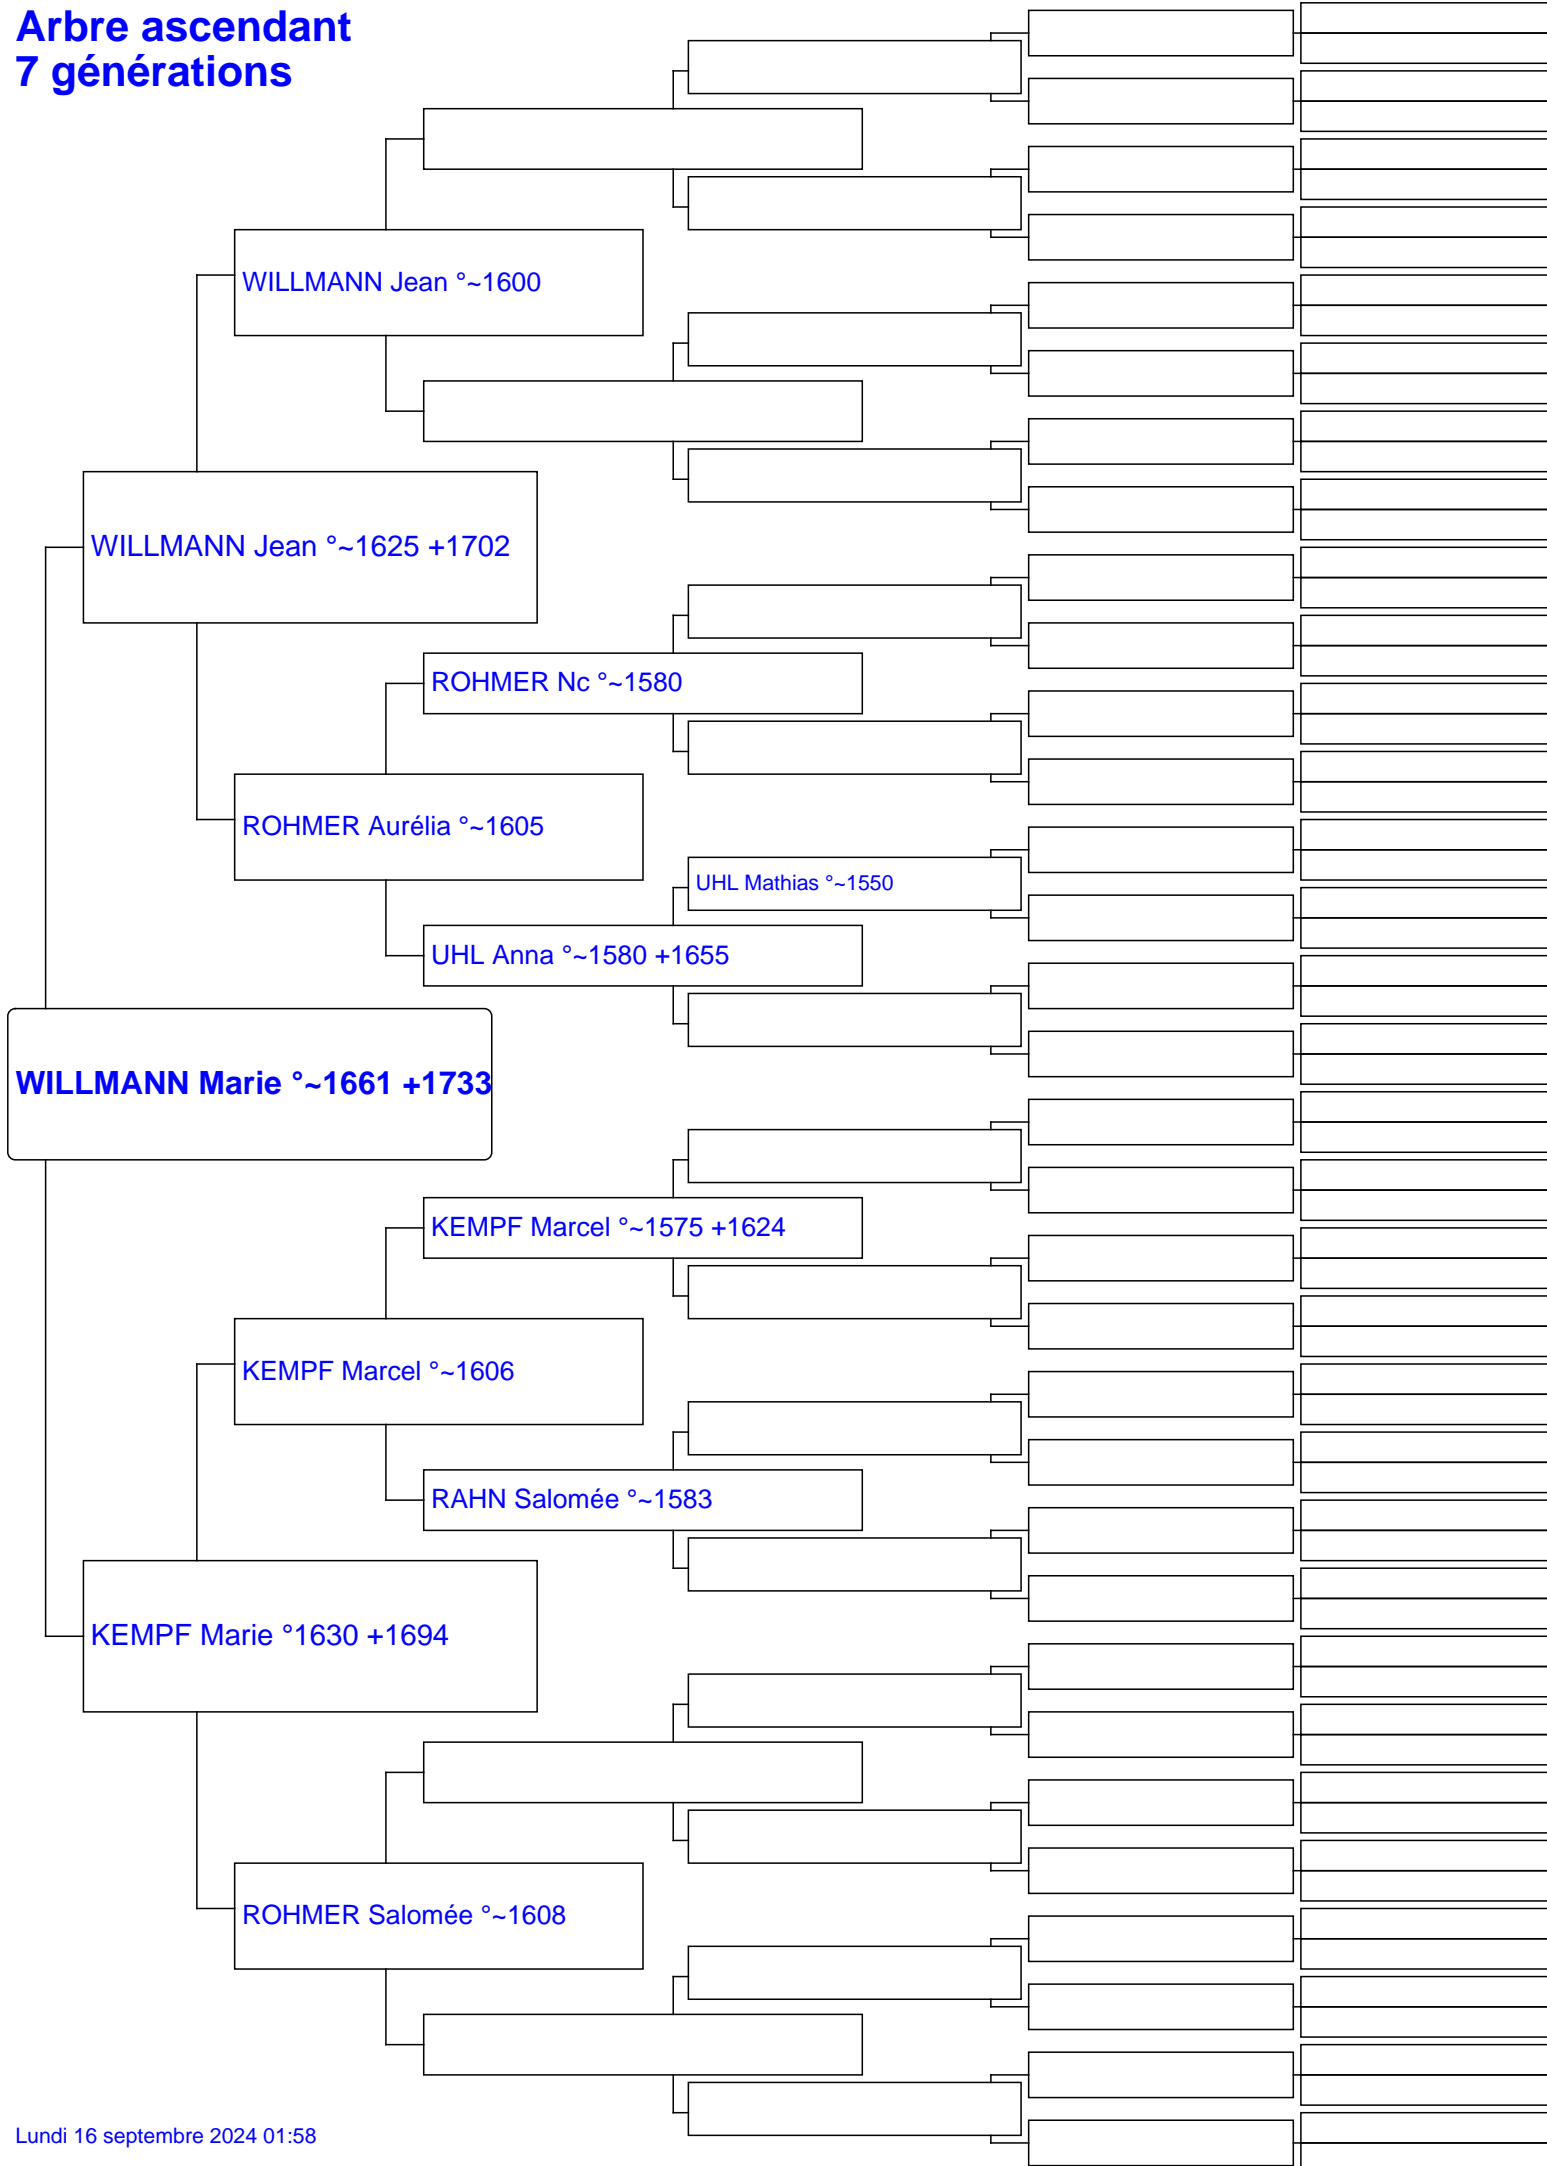 Arbre ascendant
7 générations
WILLMANN Jean °~1600
WILLMANN Jean °~1625 +1702
ROHMER Nc °~1580
ROHMER Aurélia °~1605
UHL Mathias °~1550
UHL Anna °~1580 +1655
WILLMANN Marie °~1661 +1733
KEMPF Marcel °~1575 +1624
KEMPF Marcel °~1606
RAHN Salomée °~1583
KEMPF Marie °1630 +1694
ROHMER Salomée °~1608
Lundi 16 septembre 2024 01:58